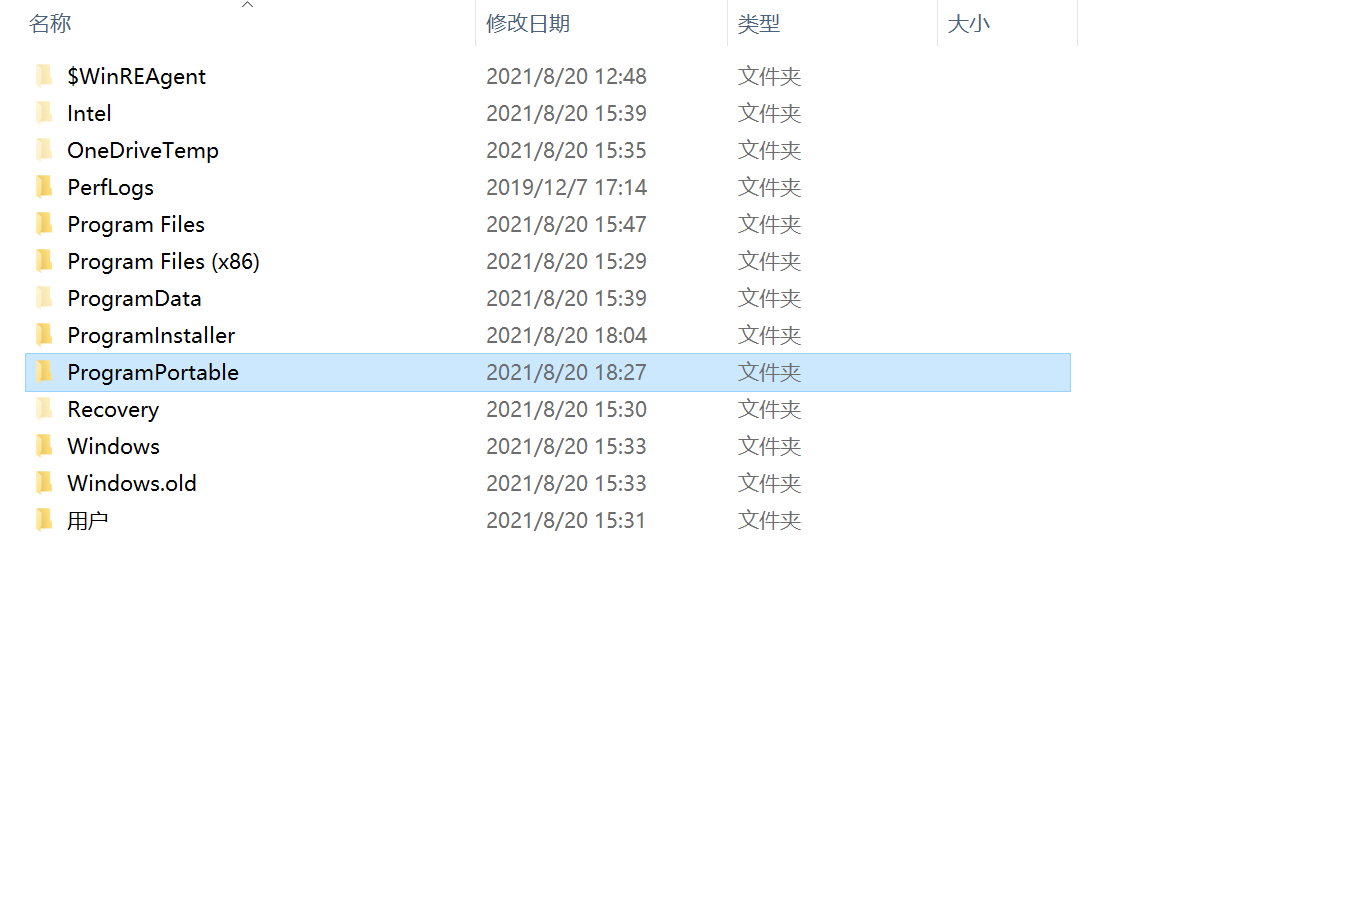 名称 修改日期 类型 大小
$WinREAgent 2021/8/20 12:48 文件夹
Intel 2021/8/20 15:39 文件夹
OneDriveTemp 2021/8/20 15:35 文件夹
PerfLogs 2019/12/7 17:14 文件夹
Program Files 2021/8/20 15:47 文件夹
Program Files (x86) 2021/8/20 15:29 文件夹
ProgramData 2021/8/20 15:39 文件夹
ProgramInstaller 2021/8/20 18:04 文件夹
ProgramPortable 2021/8/20 18:27 文件夹
Recovery 2021/8/20 15:30 文件夹
Windows 2021/8/20 15:33 文件夹
Windows.old 2021/8/20 15:33 文件夹
用户 2021/8/20 15:31 文件夹